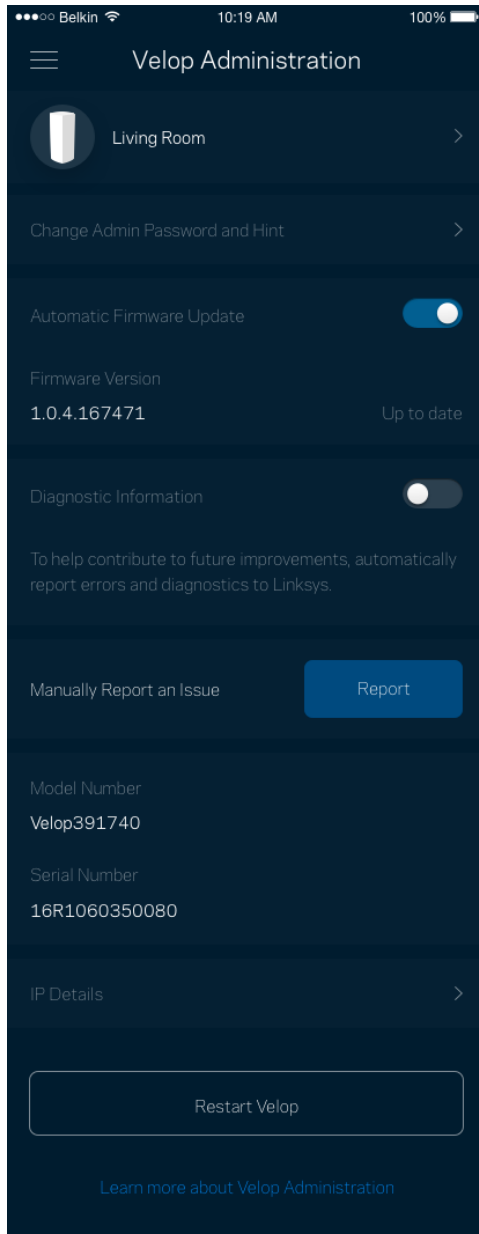 Belkin 10:19 AM 100%
Velop Administration
Living Room
Change Admin Password and Hint
Automatic Firmware Update
Firmware Version
1.0.4.167471 Up to date
Diagnostic Information
To help contribute to future improvements, automatically
report errors and diagnostics to Linksys.
Manually Report an Issue Report
Model Number
Velop391740
Serial Number
16R1060350080
IP Details
Restart Velop
Learn more about Velop Administration